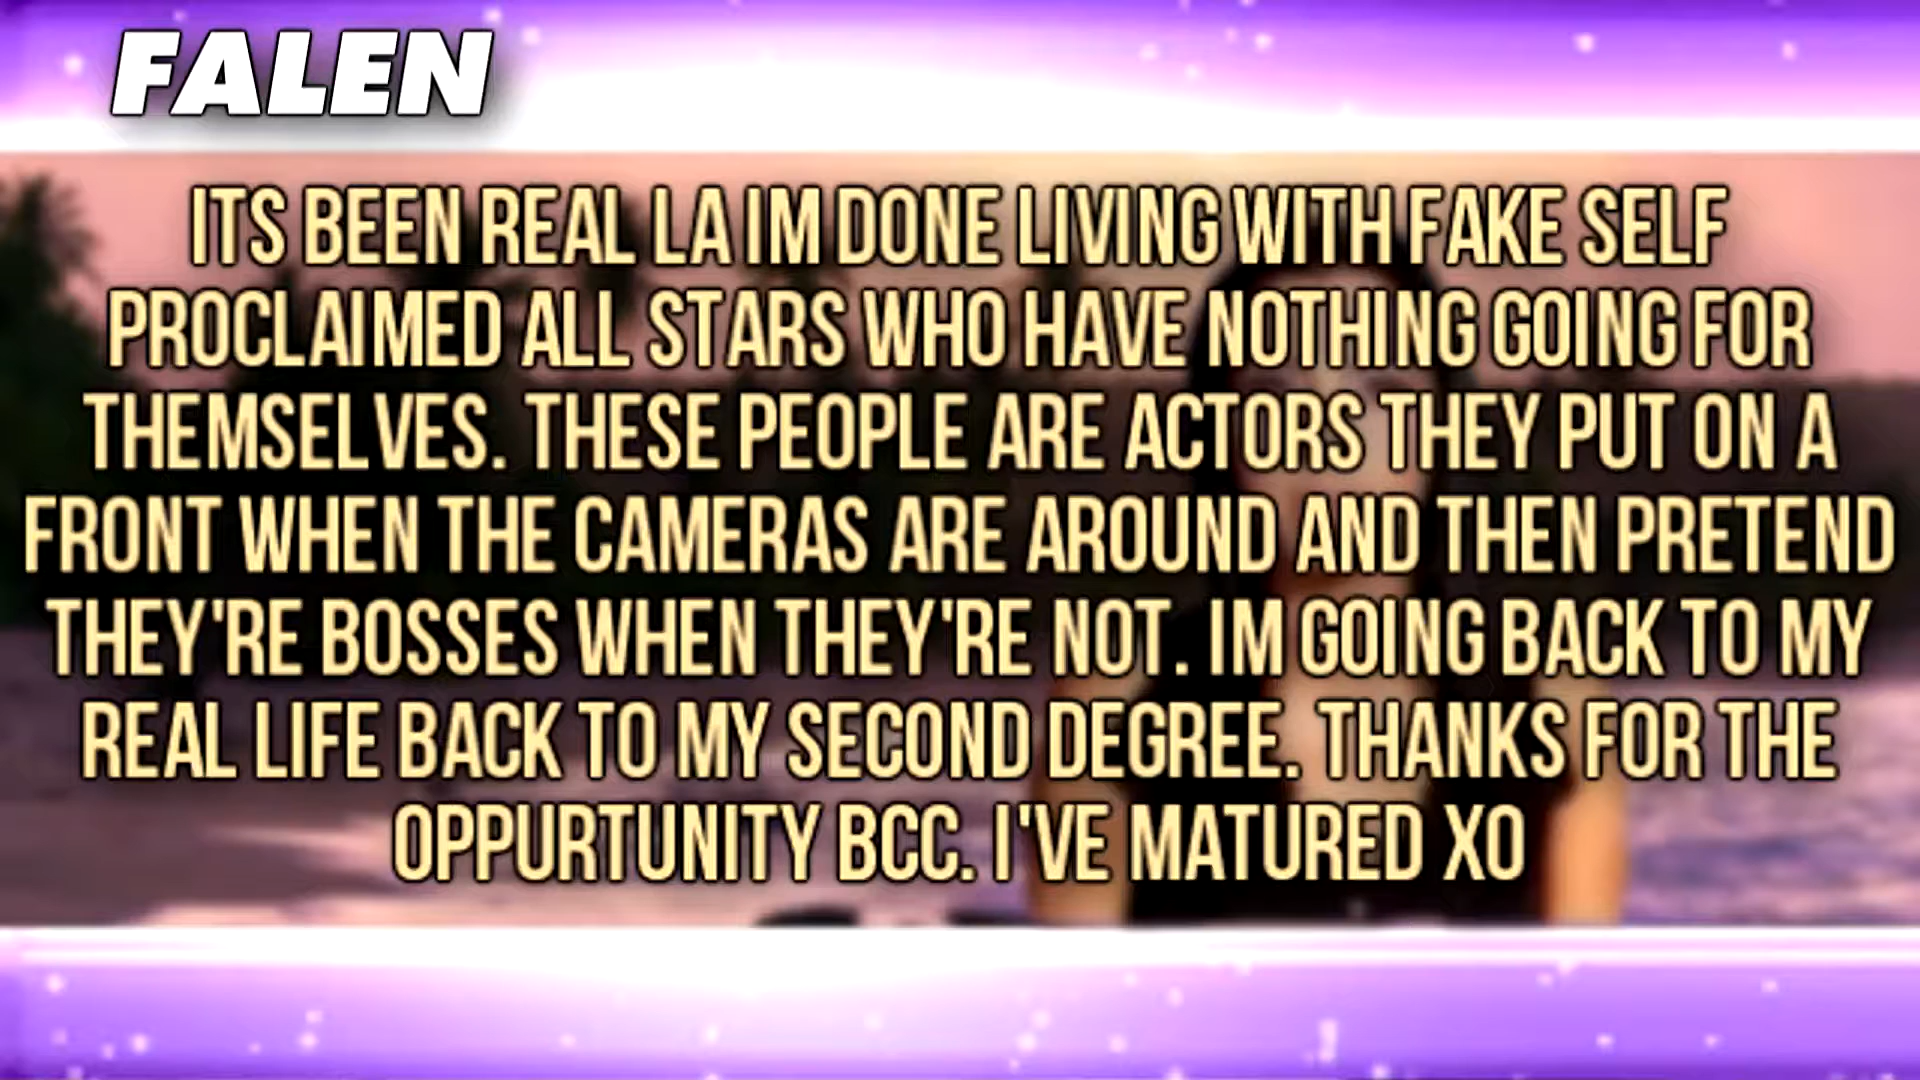 FALEN
ITS BEEN REAL LA IM DONE LIVING WITH FAKE SELF
PROCLAIMED ALL STARS WHO HAVE NOTHING GOING FOR
THEMSELVES. THESE PEOPLE ARE ACTORS THEY PUT ON A
FRONT WHEN THE CAMERAS ARE AROUND AND THEN PRETEND
THEY'RE BOSSES WHEN THEY'RE NOT. IM GOING BACK TO MY
REAL LIFE BACK TO MY SECOND DEGREE. THANKS FOR THE
OPPURTUNITY BCC. I'VE MATURED XO